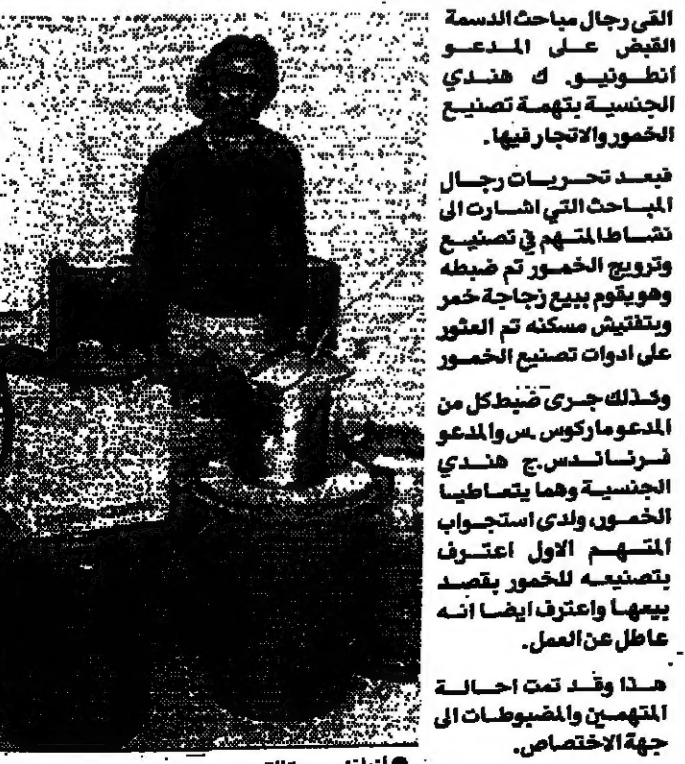 القى رجال مباحث الدسمة
القبض على المدعو
انطونيو. ك هندي
الجنسية بتهمة تصنيع
الخمور والاتجار فيها.
فبعد تحريات رجال
المباحث التي اشارت الى
نشاط المتهم في تصنيع
وترويج الخمور تم ضبطه
وهو يقوم ببيع زجاجة خمر
وبتفتيش مسكنه تم العثور
على ادوات تصنيع الخمور
وكذلك جرى ضبط كل من
المدعو ماركوس .س والمدعو
فرناندس.ج هندي
الجنسية وهما يتعاطيا
الخمور، ولدى استجواب
المتهم الاول اعترف
بتصنيعه للخمور بقصد
بيعها واعترف ايضا انه
عاطل عن العمل.
هذا وقد تمت احالة
المتهمين والمضبوطات الى
جهة الاختصاص.